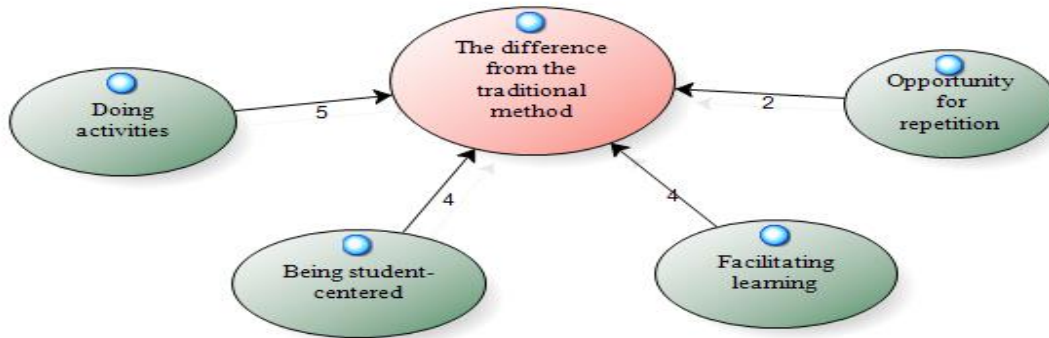 The difference
from the
traditional
method
Doing
activities
5
2
Opportunity
for
repetition
4
4
Being student-
centered
Facilitating
learning